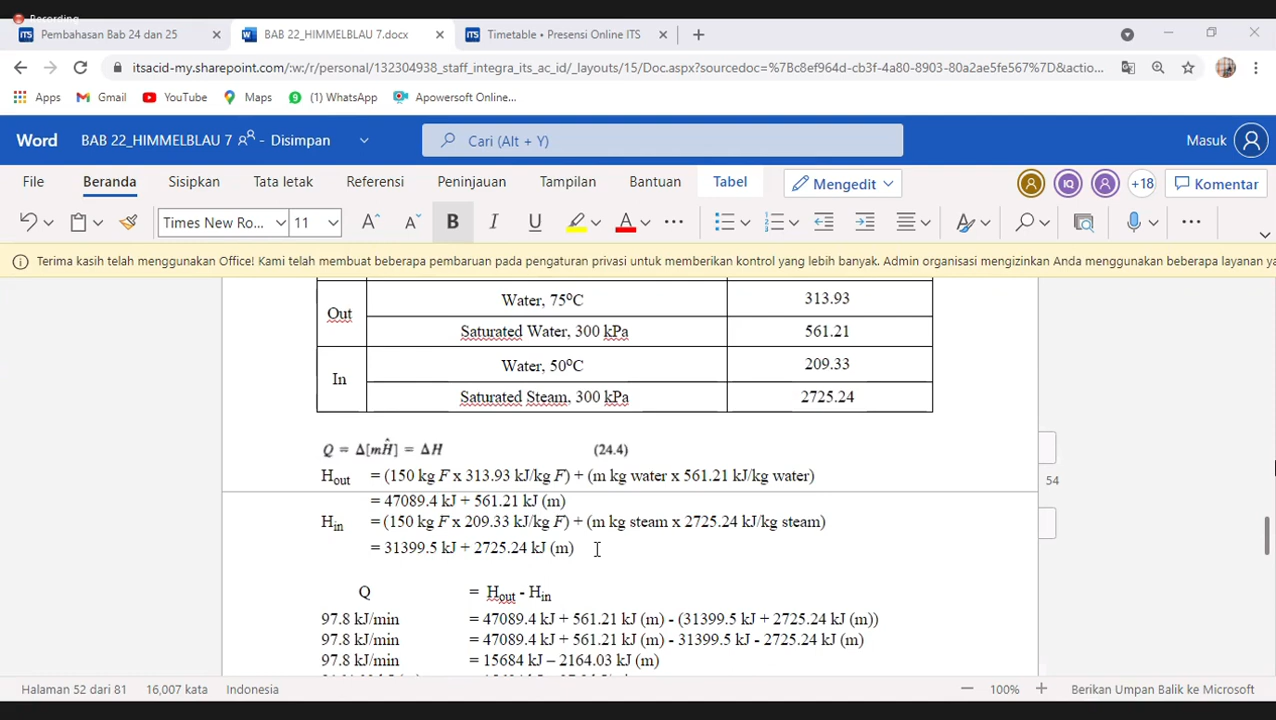 Recording
Pembahasan Bab 24 dan 25
BAB 22_HIMMELBLAU 7.docx
Timetable • Presensi Online ITS
itsacid-my.sharepoint.com/:w:/r/personal/132304938_staff_integra_its_ac_id/_layouts/15/Doc.aspx?sourcedoc=%7Bc8ef964d-cb3f-4a80-8903-80a2ae5fe567%7D&actio...
Apps
Gmail
YouTube
Maps
(1) WhatsApp
Apowersoft Online...
Word
BAB 22_HIMMELBLAU 7
- Disimpan
Cari (Alt + Y)
Masuk
File
Beranda
Sisipkan
Tata letak
Referensi
Peninjauan
Tampilan
Bantuan
Tabel
Mengedit
IQ
+18
Komentar
Times New Ro...
11
B
I
U
Terima kasih telah menggunakan Office! Kami telah membuat beberapa pembaruan pada pengaturan privasi untuk memberikan kontrol yang lebih banyak. Admin organisasi mengizinkan Anda menggunakan beberapa layanan
Out
Water, 75⁰C
313.93
Saturated Water, 300 kPa
561.21
In
Water, 50⁰C
209.33
Saturated Steam, 300 kPa
2725.24
Q = Δ[mĤ] = ΔH (24.4)
Hout = (150 kg F x 313.93 kJ/kg F) + (m kg water x 561.21 kJ/kg water)
54
= 47089.4 kJ + 561.21 kJ (m)
Hin = (150 kg F x 209.33 kJ/kg F) + (m kg steam x 2725.24 kJ/kg steam)
= 31399.5 kJ + 2725.24 kJ (m)
Q = Hout - Hin
97.8 kJ/min = 47089.4 kJ + 561.21 kJ (m) - (31399.5 kJ + 2725.24 kJ (m))
97.8 kJ/min = 47089.4 kJ + 561.21 kJ (m) - 31399.5 kJ - 2725.24 kJ (m)
97.8 kJ/min = 15684 kJ – 2164.03 kJ (m)
Halaman 52 dari 81
16,007 kata
Indonesia
100%
Berikan Umpan Balik ke Microsoft